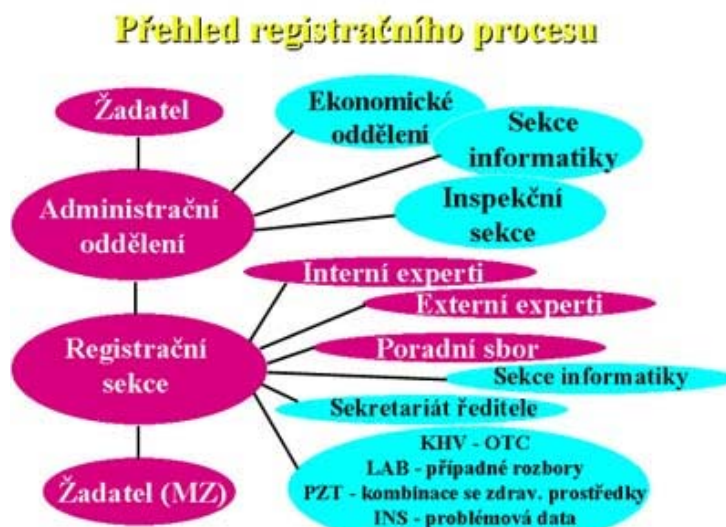 Přehled registračního procesu
Žadatel
Ekonomické
oddělení
Sekce
informatiky
Administrační
oddělení
Inspekční
sekce
Interní experti
Externí experti
Registrační
sekce
Poradní sbor
Sekce informatiky
Sekretariát ředitele
Žadatel (MZ)
KHV - OTC
LAB - případné rozbory
PZT - kombinace se zdrav. prostředky
INS - problémová data